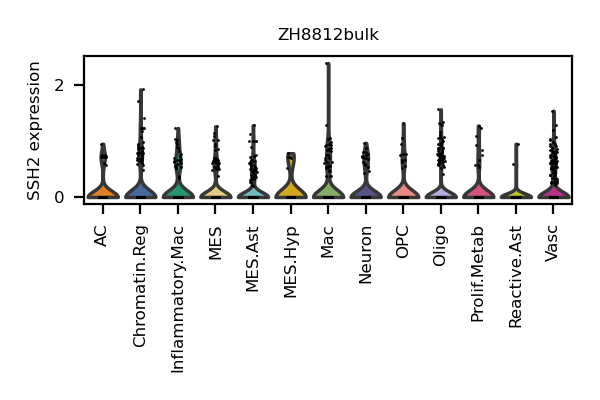 ZH8812bulk
SSH2 expression
2
0
AC
Chromatin.Reg
Inflammatory.Mac
MES
MES.Ast
MES.Hyp
Mac
Neuron
OPC
Oligo
Prolif.Metab
Reactive.Ast
Vasc